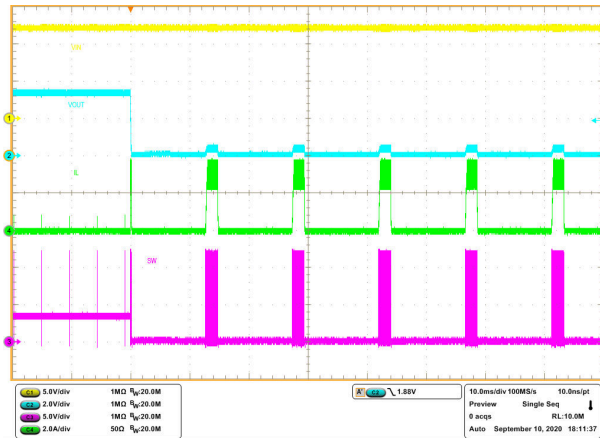 VIN
1
VOUT
2
IL
4
SW
3
C1 5.0V/div 1MΩ BW:20.0M
C2 2.0V/div 1MΩ BW:20.0M
C3 5.0V/div 1MΩ BW:20.0M
C4 2.0A/div 50Ω BW:20.0M
A' C2 1.88V
10.0ms/div 100MS/s 10.0ns/pt
Preview Single Seq
0 acqs RL:10.0M
Auto September 10, 2020 18:11:37